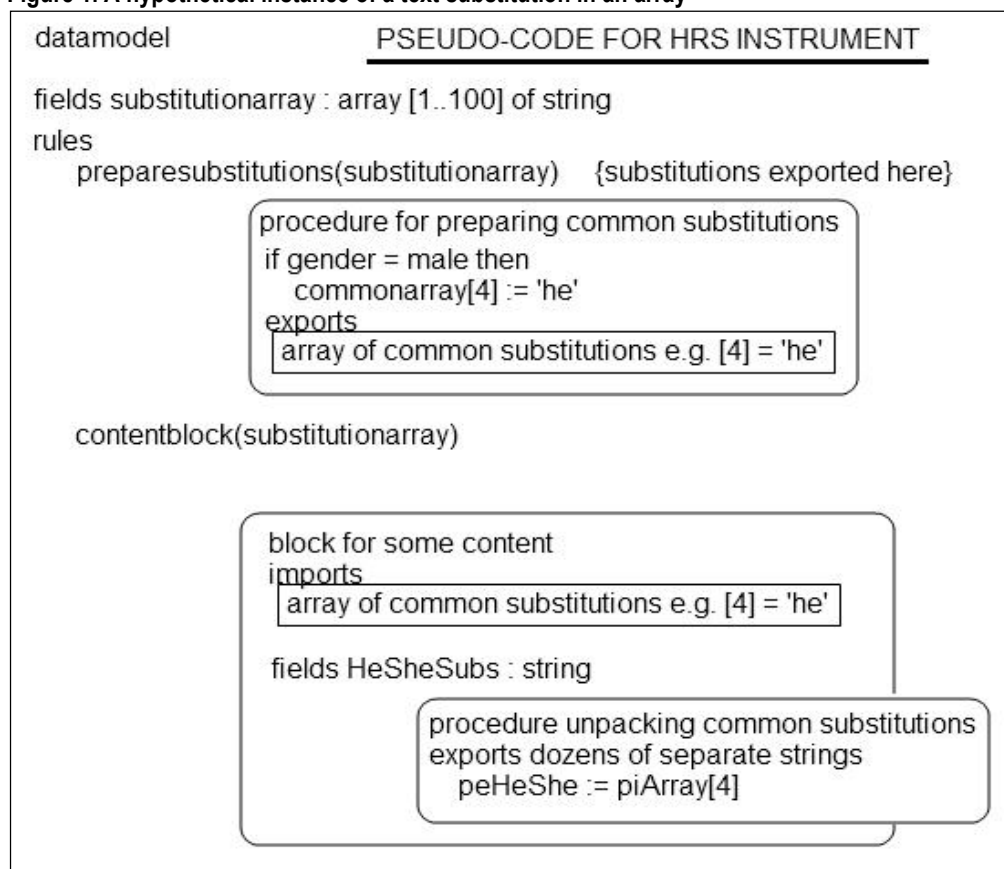 Figure 1. A hypothetical instance of a text substitution in an array
datamodel PSEUDO-CODE FOR HRS INSTRUMENT
fields substitutionarray : array [1..100] of string
rules
preparesubstitutions(substitutionarray) {substitutions exported here}
procedure for preparing common substitutions
if gender = male then
commonarray[4] := 'he'
exports
array of common substitutions e.g. [4] = 'he'
contentblock(substitutionarray)
block for some content
imports
array of common substitutions e.g. [4] = 'he'
fields HeSheSubs : string
procedure unpacking common substitutions
exports dozens of separate strings
peHeShe := piArray[4]